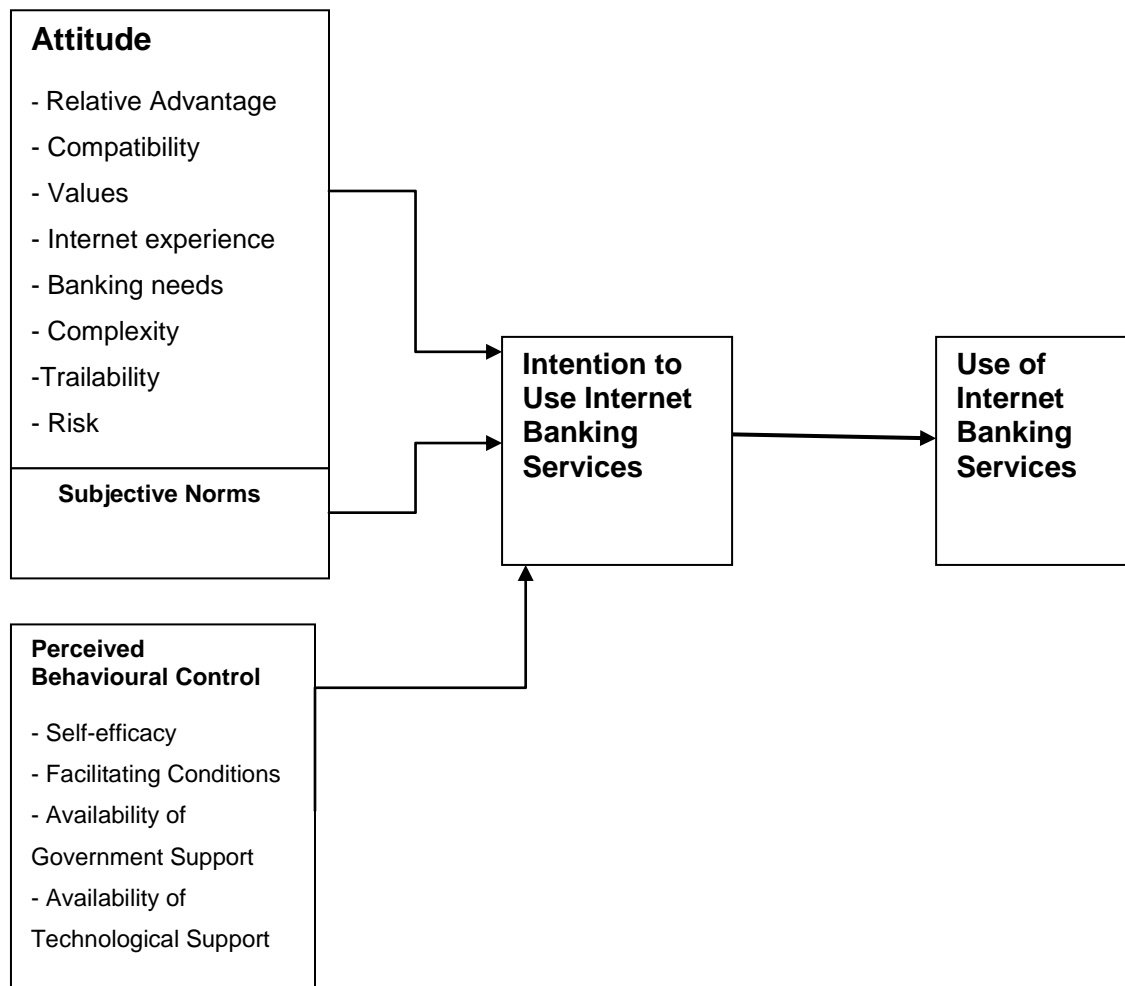 Attitude
- Relative Advantage
- Compatibility
- Values
- Internet experience
- Banking needs
- Complexity
-Trailability
- Risk
Subjective Norms
Perceived
Behavioural Control
- Self-efficacy
- Facilitating Conditions
- Availability of
Government Support
- Availability of
Technological Support
Intention to
Use Internet
Banking
Services
Use of
Internet
Banking
Services